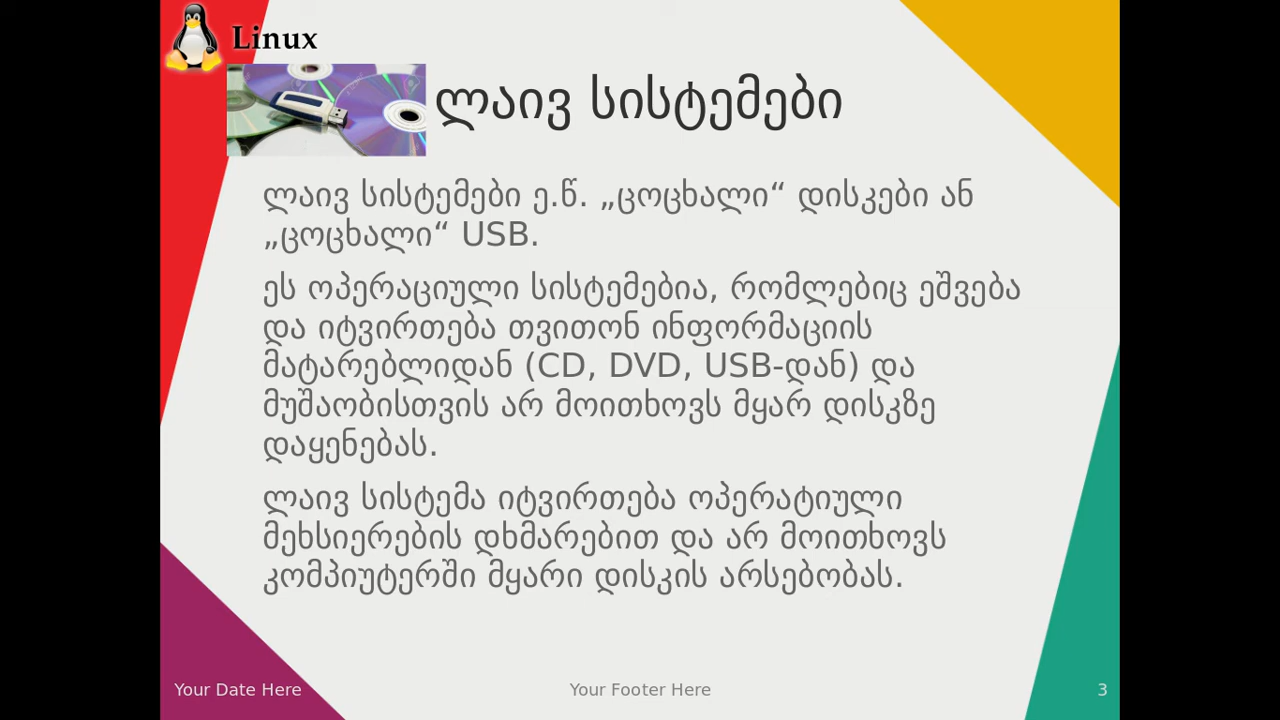 Linux
ლაივ სისტემები
ლაივ სისტემები ე.წ. „ცოცხალი“ დისკები ან
„ცოცხალი“ USB.
ეს ოპერაციული სისტემებია, რომლებიც ეშვება
და იტვირთება თვითონ ინფორმაციის
მატარებლიდან (CD, DVD, USB-დან) და
მუშაობისთვის არ მოითხოვს მყარ დისკზე
დაყენებას.
ლაივ სისტემა იტვირთება ოპერატიული
მეხსიერების დხმარებით და არ მოითხოვს
კომპიუტერში მყარი დისკის არსებობას.
Your Date Here
Your Footer Here
3